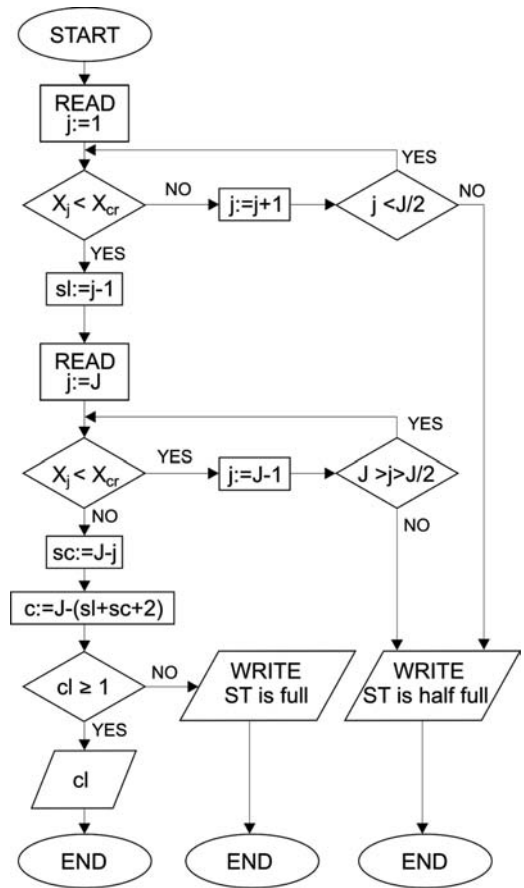 START
READ
j:=1
YES
Xj < Xcr
NO
j:=j+1
j <J/2
NO
YES
sl:=j-1
READ
j:=J
YES
Xj < Xcr
YES
j:=J-1
J >j>J/2
NO
NO
sc:=J-j
c:=J-(sl+sc+2)
cl ≥ 1
NO
WRITE
ST is full
WRITE
ST is half full
YES
cl
END
END
END